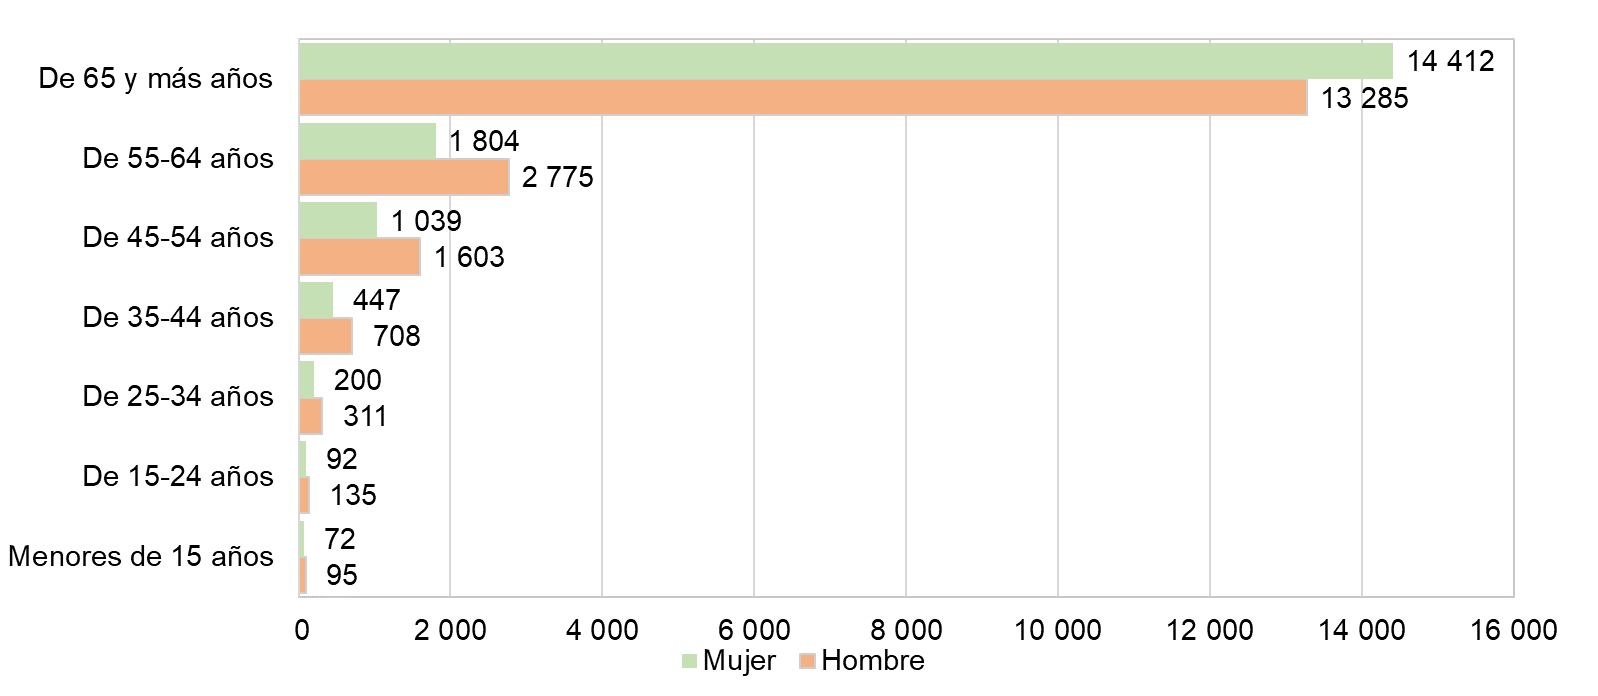 De 65 y más años
14 412
13 285
De 55-64 años
1 804
2 775
De 45-54 años
1 039
1 603
De 35-44 años
447
708
De 25-34 años
200
311
De 15-24 años
92
135
Menores de 15 años
72
95
0 2 000 4 000 6 000 8 000 10 000 12 000 14 000 16 000
Mujer Hombre